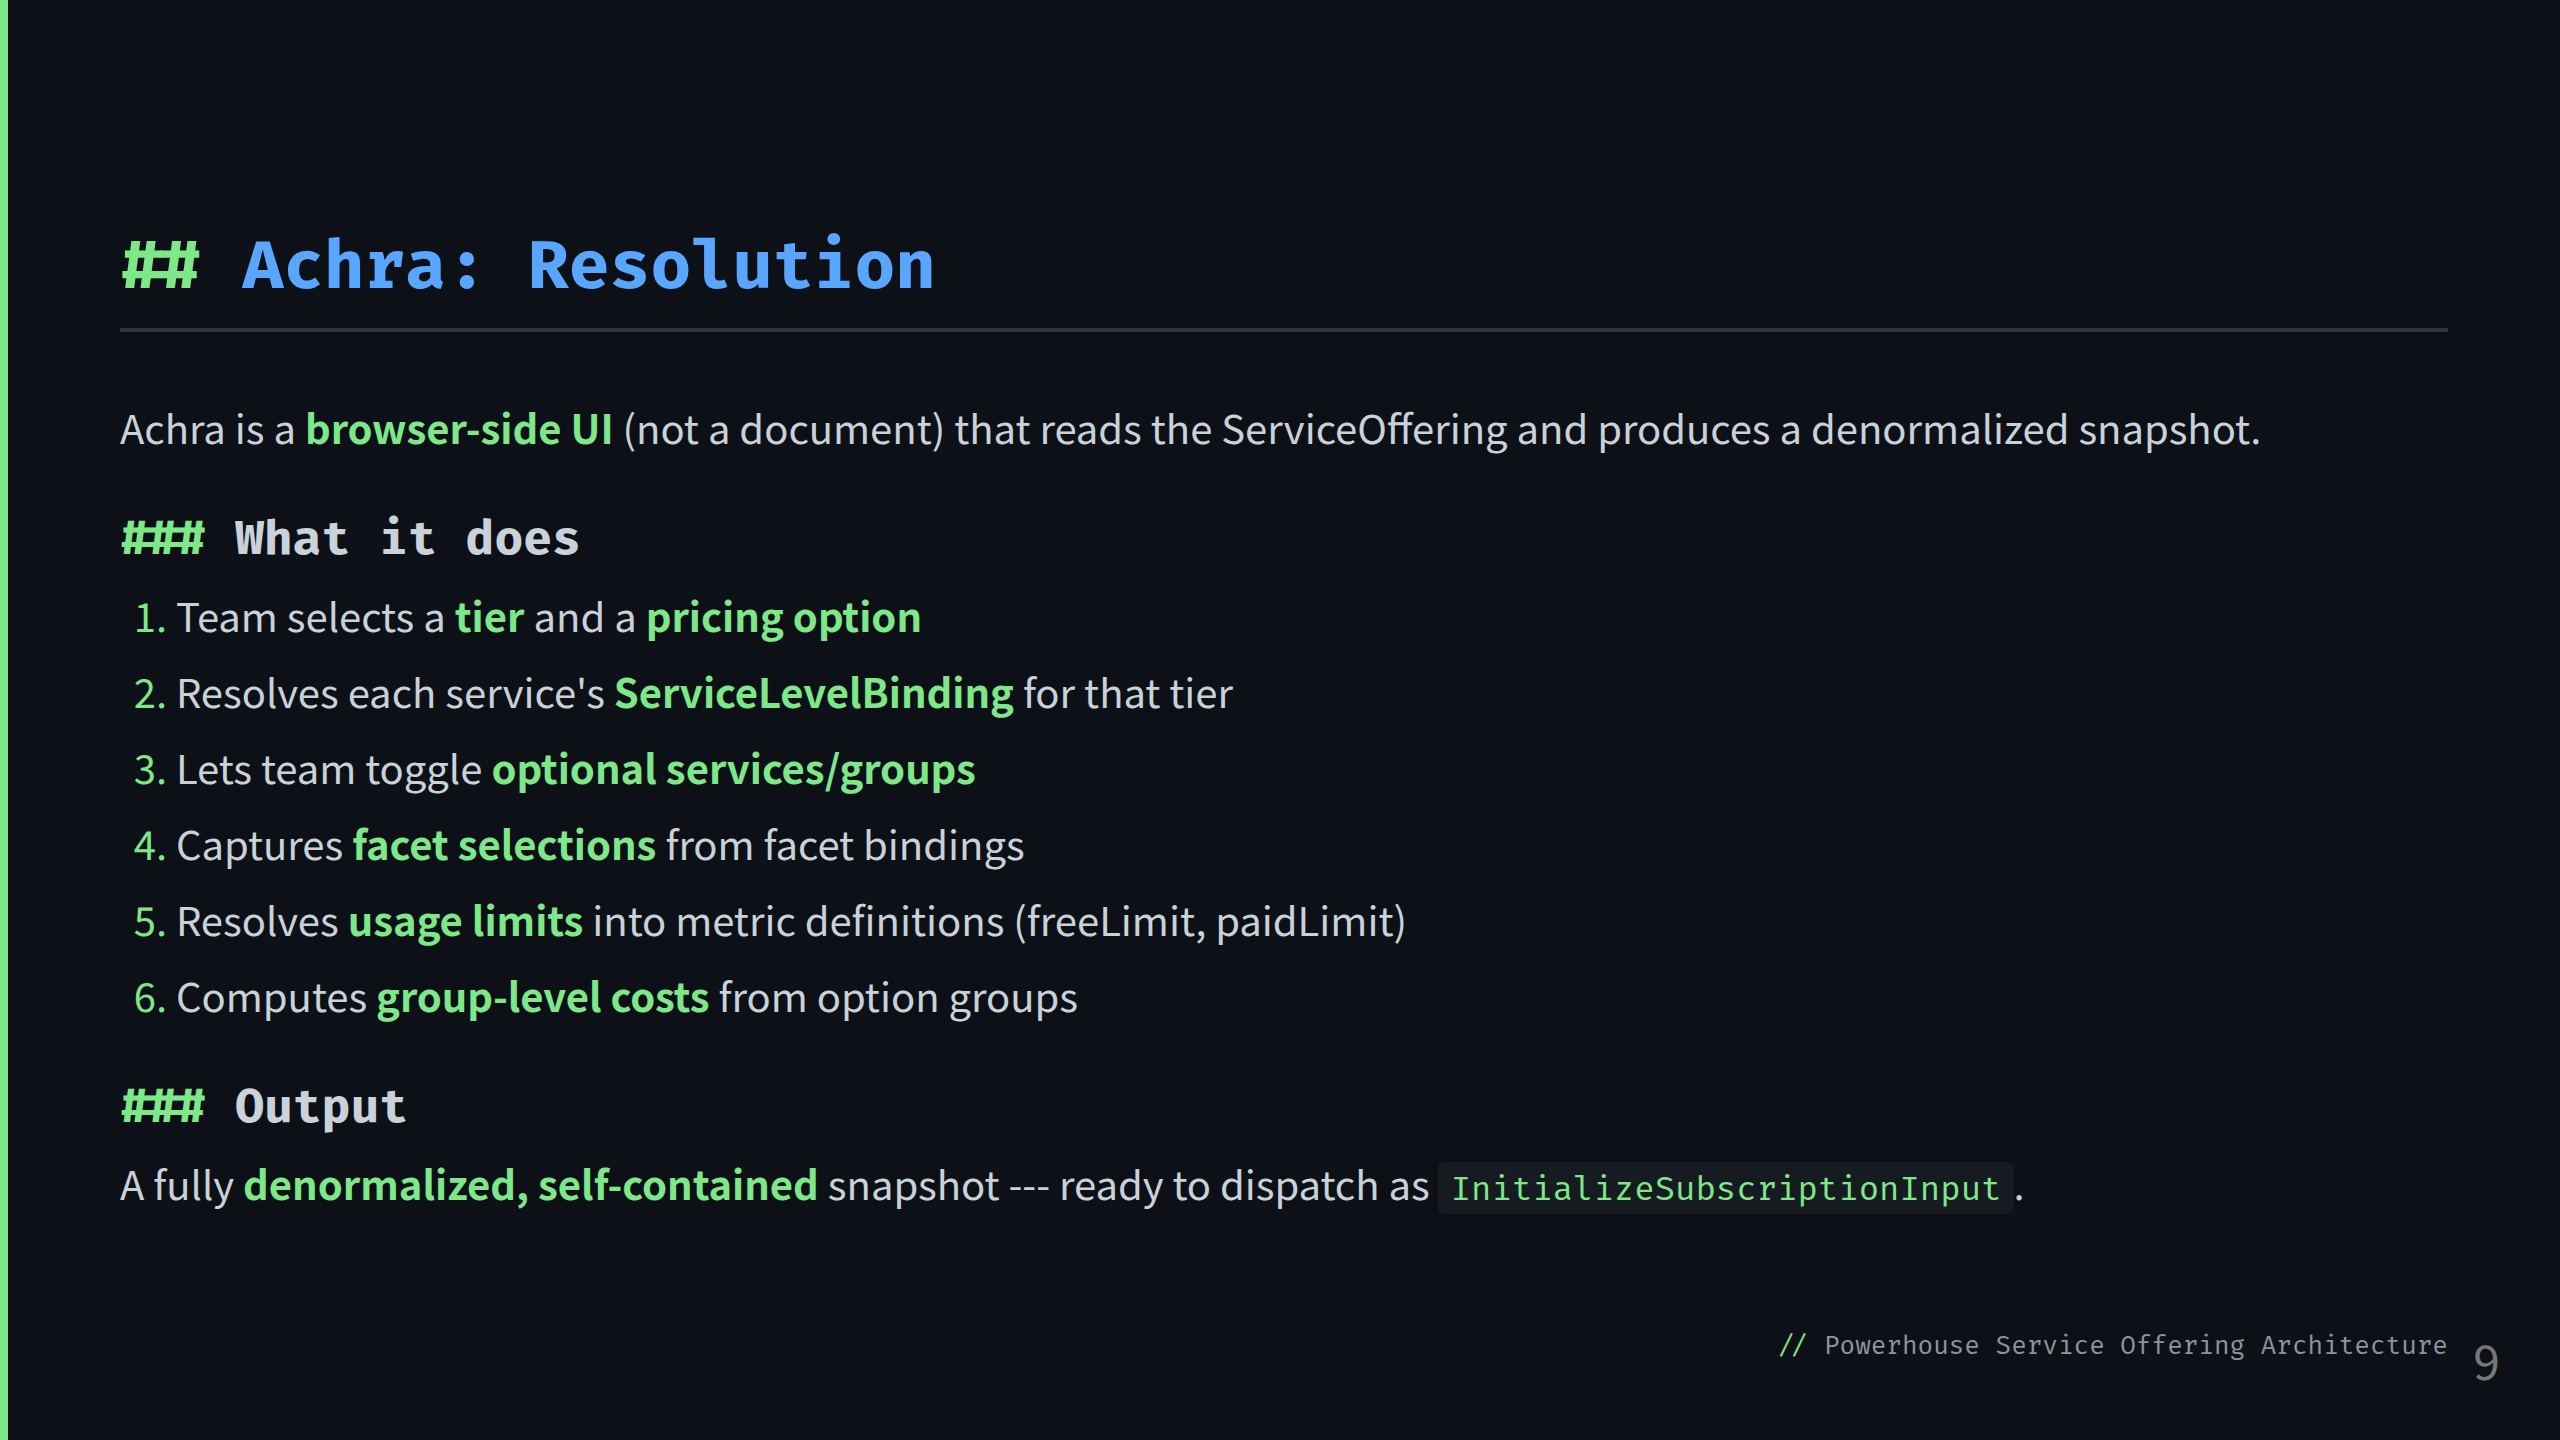 ## Achra: Resolution
Achra is a browser-side UI (not a document) that reads the ServiceOffering and produces a denormalized snapshot.
### What it does
1. Team selects a tier and a pricing option
2. Resolves each service's ServiceLevelBinding for that tier
3. Lets team toggle optional services/groups
4. Captures facet selections from facet bindings
5. Resolves usage limits into metric definitions (freeLimit, paidLimit)
6. Computes group-level costs from option groups
### Output
A fully denormalized, self-contained snapshot --- ready to dispatch as InitializeSubscriptionInput.
// Powerhouse Service Offering Architecture
9